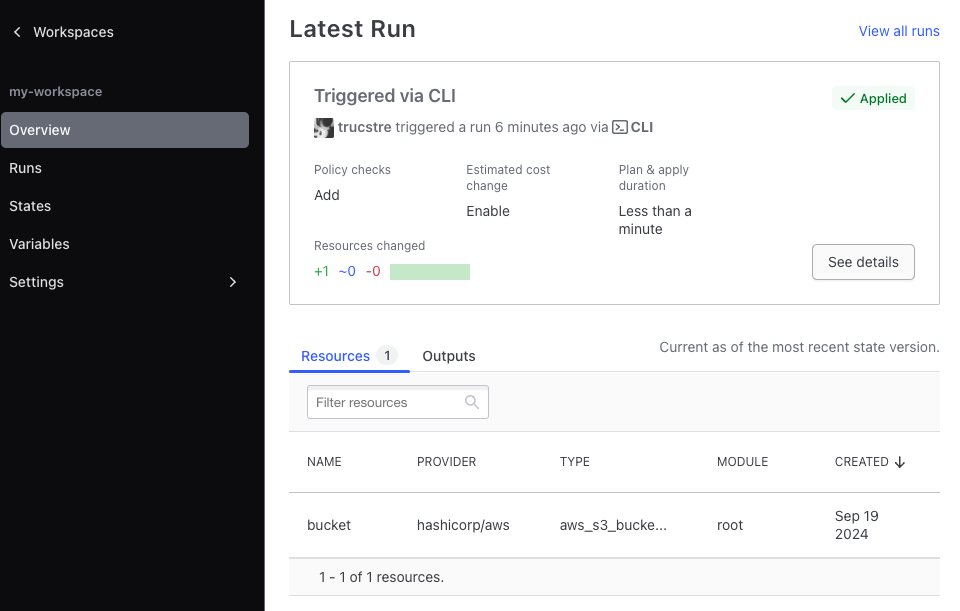 Workspaces
my-workspace
Overview
Runs
States
Variables
Settings
Latest Run
View all runs
Triggered via CLI
Applied
trucstre triggered a run 6 minutes ago via CLI
Policy checks
Add
Estimated cost
change
Enable
Plan & apply
duration
Less than a
minute
Resources changed
+1 ~0 -0
See details
Resources 1
Outputs
Current as of the most recent state version.
Filter resources
NAME PROVIDER TYPE MODULE CREATED
bucket hashicorp/aws aws_s3_bucke... root Sep 19
2024
1 - 1 of 1 resources.